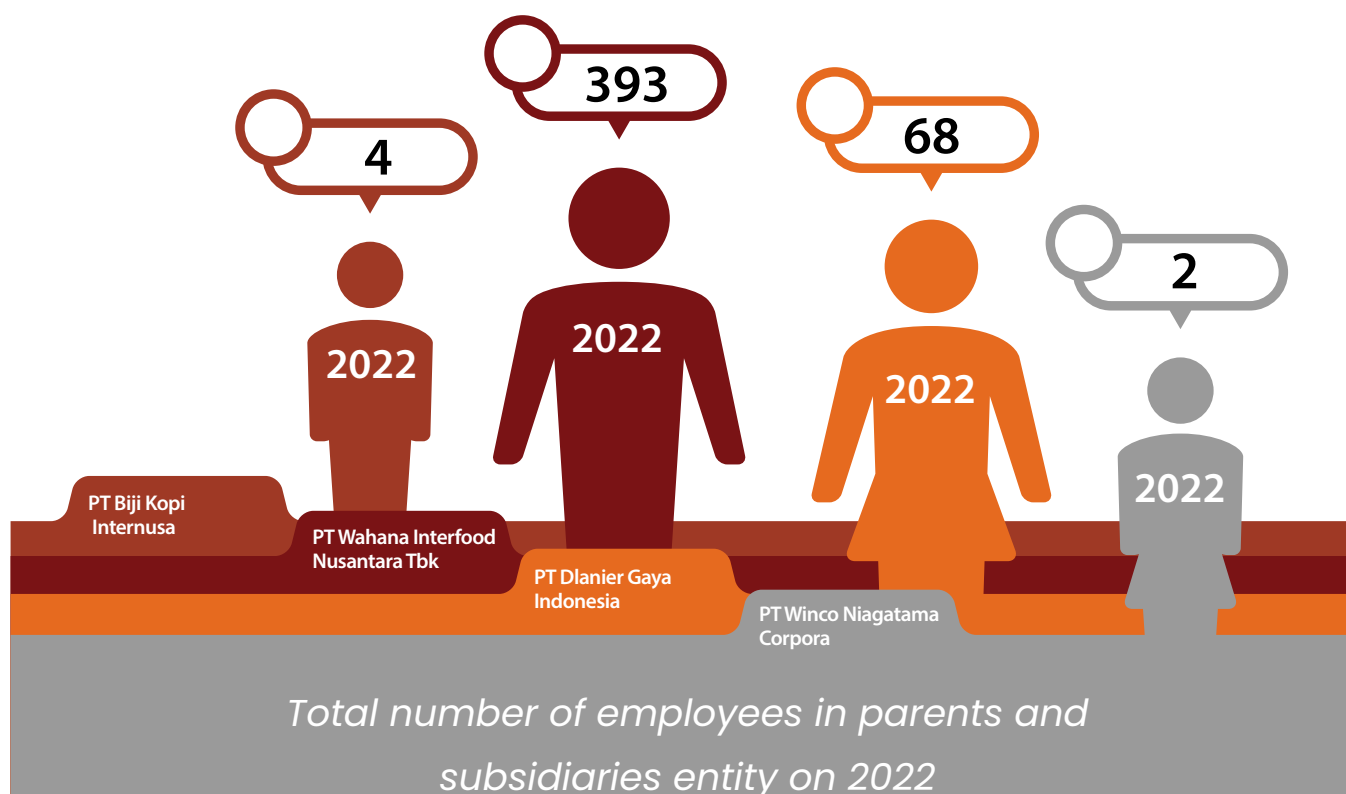 393
4
68
2
2022
2022
2022
2022
PT Biji Kopi
Internusa
PT Wahana Interfood
Nusantara Tbk
PT Dlanier Gaya
Indonesia
PT Winco Niagatama
Corpora
Total number of employees in parents and
subsidiaries entity on 2022